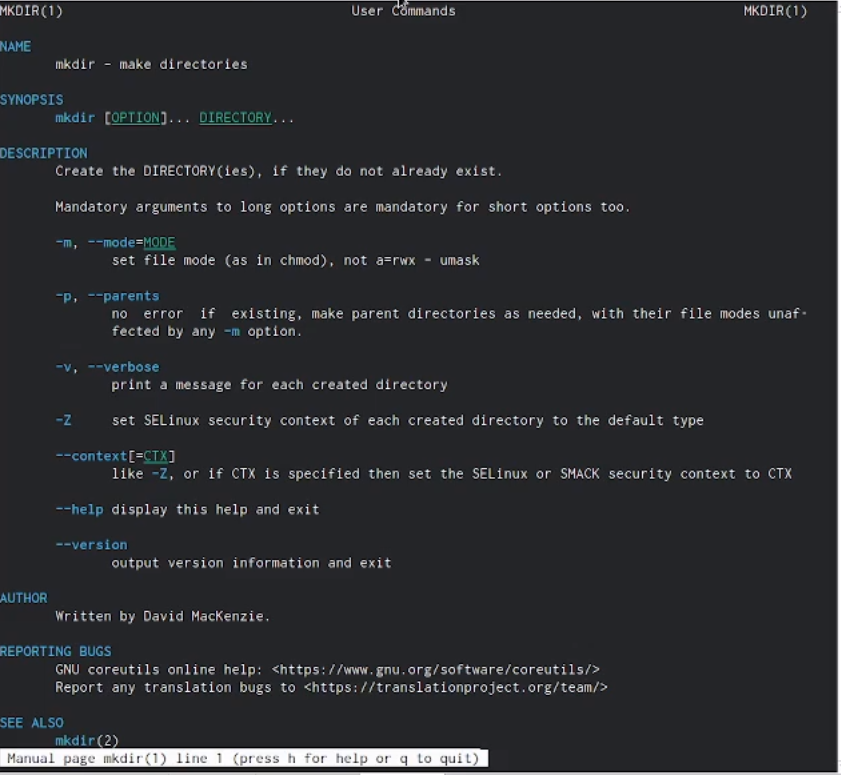 MKDIR(1) User Commands MKDIR(1)
NAME
mkdir - make directories
SYNOPSIS
mkdir [OPTION]... DIRECTORY...
DESCRIPTION
Create the DIRECTORY(ies), if they do not already exist.
Mandatory arguments to long options are mandatory for short options too.
-m, --mode=MODE
set file mode (as in chmod), not a=rwx - umask
-p, --parents
no error if existing, make parent directories as needed, with their file modes unaf-
fected by any -m option.
-v, --verbose
print a message for each created directory
-Z set SELinux security context of each created directory to the default type
--context[=CTX]
like -Z, or if CTX is specified then set the SELinux or SMACK security context to CTX
--help display this help and exit
--version
output version information and exit
AUTHOR
Written by David MacKenzie.
REPORTING BUGS
GNU coreutils online help: <https://www.gnu.org/software/coreutils/>
Report any translation bugs to <https://translationproject.org/team/>
SEE ALSO
mkdir(2)
Manual page mkdir(1) line 1 (press h for help or q to quit)